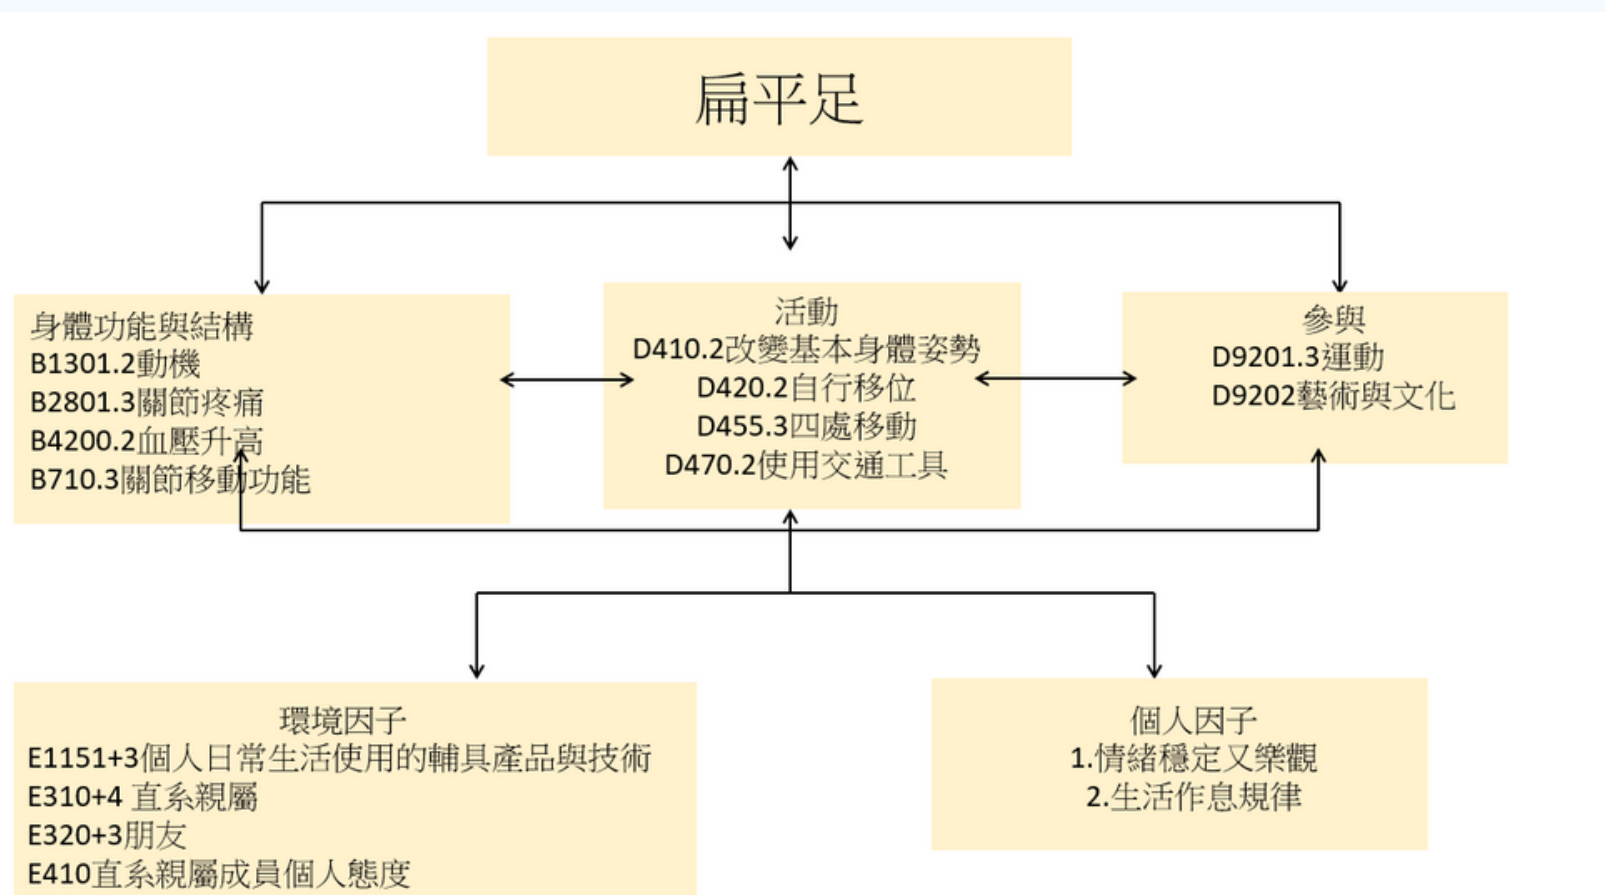 扁平足
身體功能與結構
B1301.2動機
B2801.3關節疼痛
B4200.2血壓升高
B710.3關節移動功能
活動
D410.2改變基本身體姿勢
D420.2自行移位
D455.3四處移動
D470.2使用交通工具
參與
D9201.3運動
D9202藝術與文化
環境因子
E1151+3個人日常生活使用的輔具產品與技術
E310+4 直系親屬
E320+3朋友
E410直系親屬成員個人態度
個人因子
1.情緒穩定又樂觀
2.生活作息規律